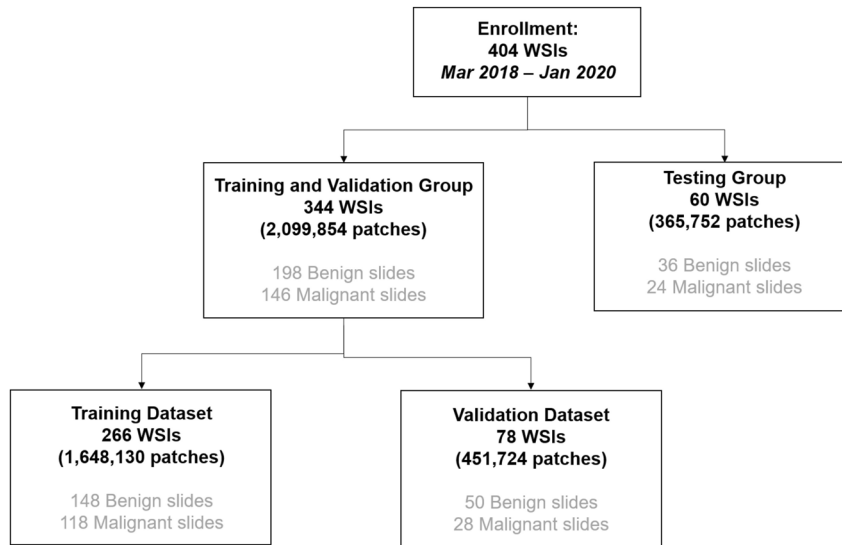 Enrollment:
404 WSIs
Mar 2018 – Jan 2020
Training and Validation Group
344 WSIs
(2,099,854 patches)
198 Benign slides
146 Malignant slides
Testing Group
60 WSIs
(365,752 patches)
36 Benign slides
24 Malignant slides
Training Dataset
266 WSIs
(1,648,130 patches)
148 Benign slides
118 Malignant slides
Validation Dataset
78 WSIs
(451,724 patches)
50 Benign slides
28 Malignant slides